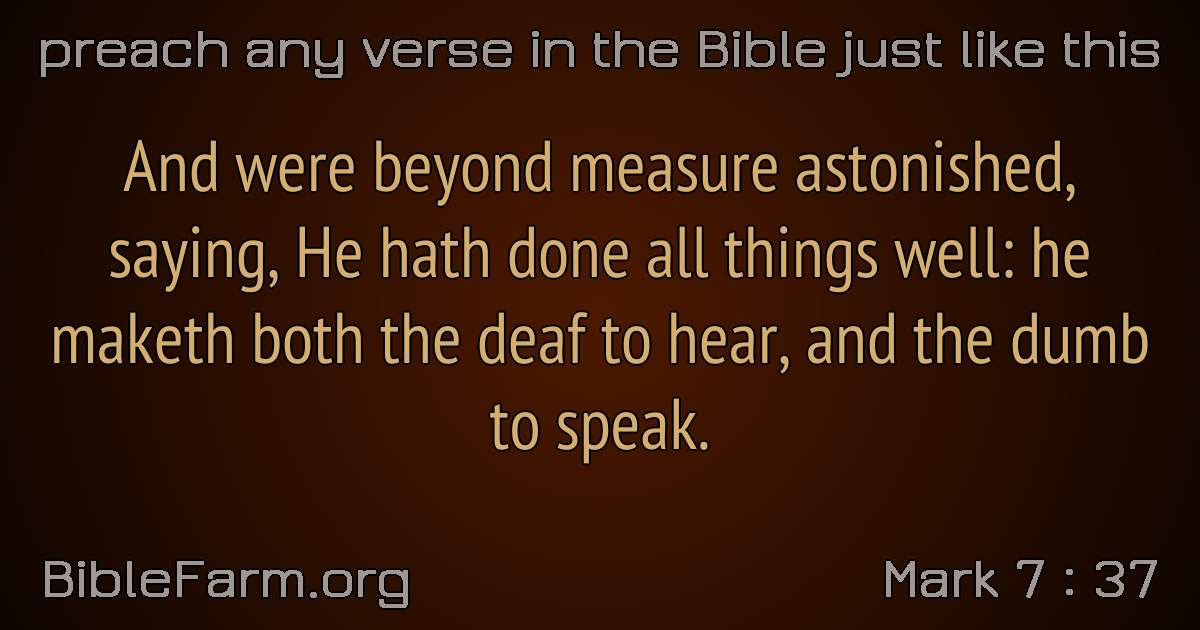 preach any verse in the Bible just like this
And were beyond measure astonished,
saying, He hath done all things well: he
maketh both the deaf to hear, and the dumb
to speak.
BibleFarm.org
Mark 7 : 37